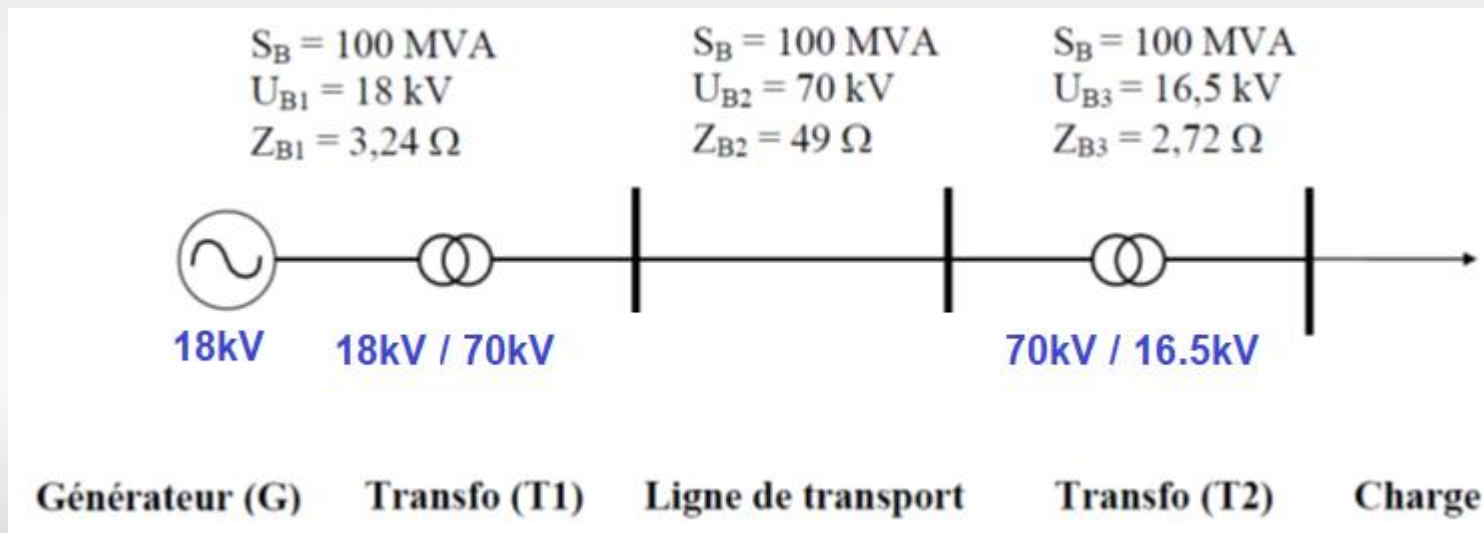 S_B = 100 MVA
U_B1 = 18 kV
Z_B1 = 3,24 Ω
S_B = 100 MVA
U_B2 = 70 kV
Z_B2 = 49 Ω
S_B = 100 MVA
U_B3 = 16,5 kV
Z_B3 = 2,72 Ω
18kV
18kV / 70kV
70kV / 16.5kV
Générateur (G)
Transfo (T1)
Ligne de transport
Transfo (T2)
Charge